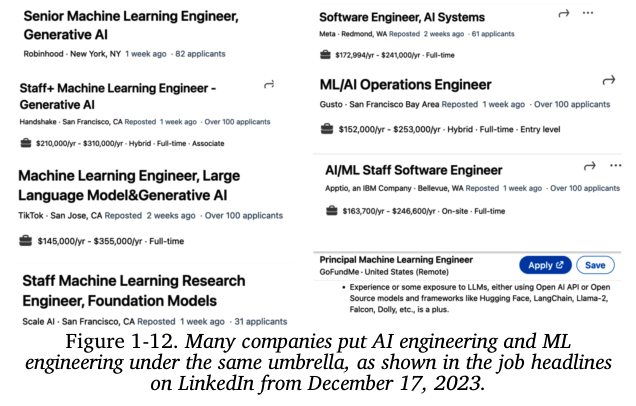 Senior Machine Learning Engineer,
Generative AI
Robinhood · New York, NY 1 week ago · 82 applicants
Staff+ Machine Learning Engineer -
Generative AI
Handshake · San Francisco, CA Reposted 1 week ago · Over 100 applicants
$210,000/yr - $310,000/yr · Hybrid · Full-time · Associate
Machine Learning Engineer, Large
Language Model&Generative AI
TikTok · San Jose, CA Reposted 2 weeks ago · Over 100 applicants
$145,000/yr - $355,000/yr · Full-time
Staff Machine Learning Research
Engineer, Foundation Models
Scale AI · San Francisco, CA Reposted 1 week ago · 31 applicants
Software Engineer, AI Systems
Meta · Redmond, WA Reposted 2 weeks ago · 61 applicants
$172,994/yr - $241,000/yr · Full-time
ML/AI Operations Engineer
Gusto · San Francisco Bay Area Reposted 1 week ago · Over 100 applicants
$152,000/yr - $253,000/yr · Hybrid · Full-time · Entry level
AI/ML Staff Software Engineer
Apptio, an IBM Company · Bellevue, WA Reposted 1 week ago · Over 100 applicants
$163,700/yr - $246,600/yr · On-site · Full-time
Principal Machine Learning Engineer
GoFundMe · United States (Remote)
Apply
Save
• Experience or some exposure to LLMs, either using Open AI API or Open
Source models and frameworks like Hugging Face, LangChain, Llama-2,
Falcon, Dolly, etc., is a plus.
Figure 1-12. Many companies put AI engineering and ML
engineering under the same umbrella, as shown in the job headlines
on LinkedIn from December 17, 2023.